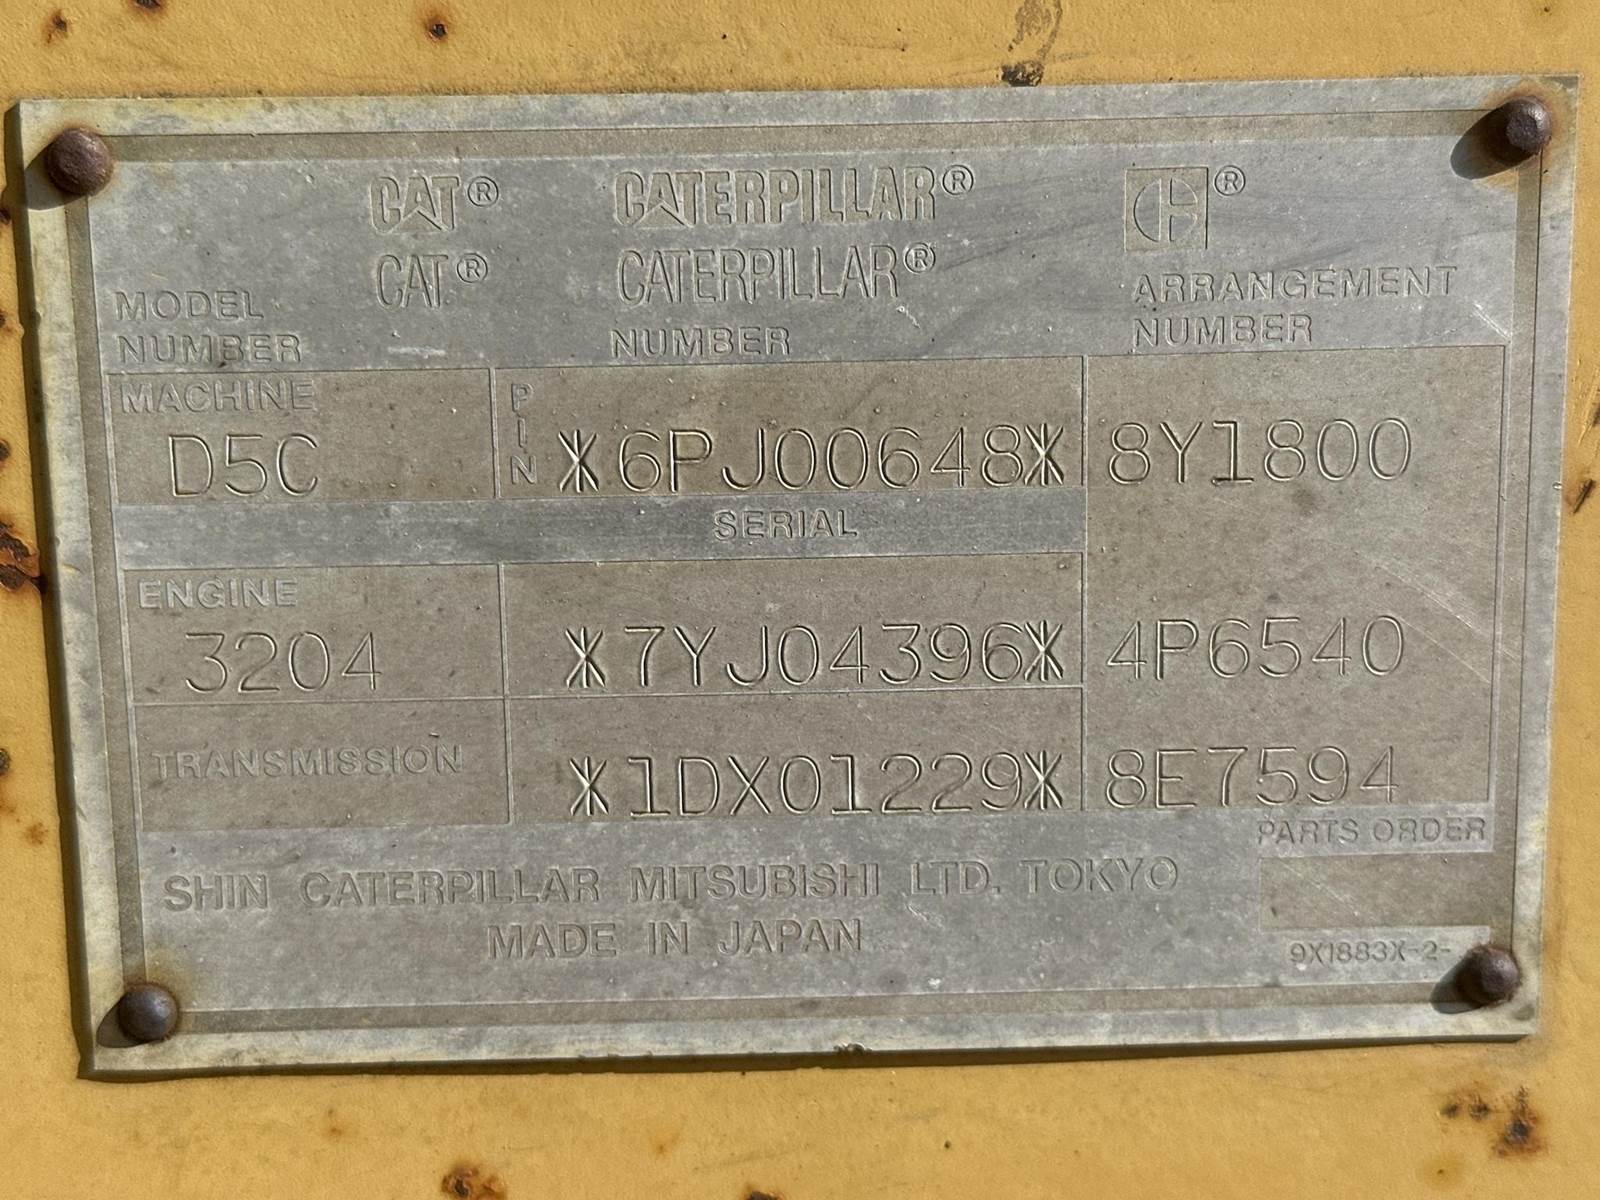 CAT® CATERPILLAR® C®
CAT® CATERPILLAR®
MODEL NUMBER NUMBER ARRANGEMENT NUMBER
MACHINE
D5C PIN *6PJ00648* 8Y1800
SERIAL
ENGINE
3204 *7YJ04396* 4P6540
TRANSMISSION *1DX01229* 8E7594
PARTS ORDER
SHIN CATERPILLAR MITSUBISHI LTD. TOKYO
MADE IN JAPAN
9X1883X-2-